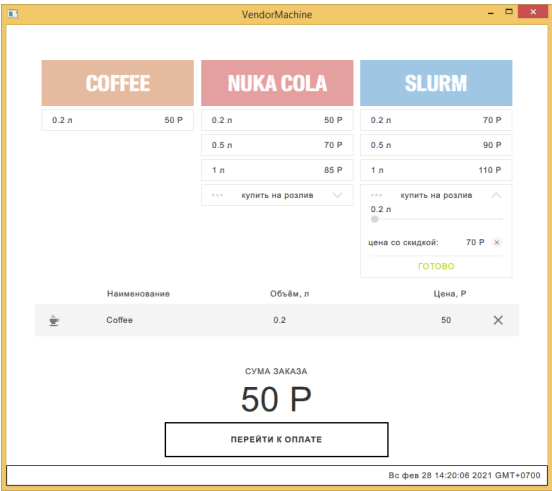 VendorMachine
COFFEE NUKA COLA SLURM
0.2 л 50 Р 0.2 л 50 Р 0.2 л 70 Р
0.5 л 70 Р 0.5 л 90 Р
1 л 85 Р 1 л 110 Р
купить на розлив купить на розлив
0.2 л
цена со скидкой: 70 Р
ГОТОВО
Наименование Объём, л Цена, Р
Coffee 0.2 50
СУМА ЗАКАЗА
50 Р
ПЕРЕЙТИ К ОПЛАТЕ
Вс фев 28 14:20:06 2021 GMT+0700